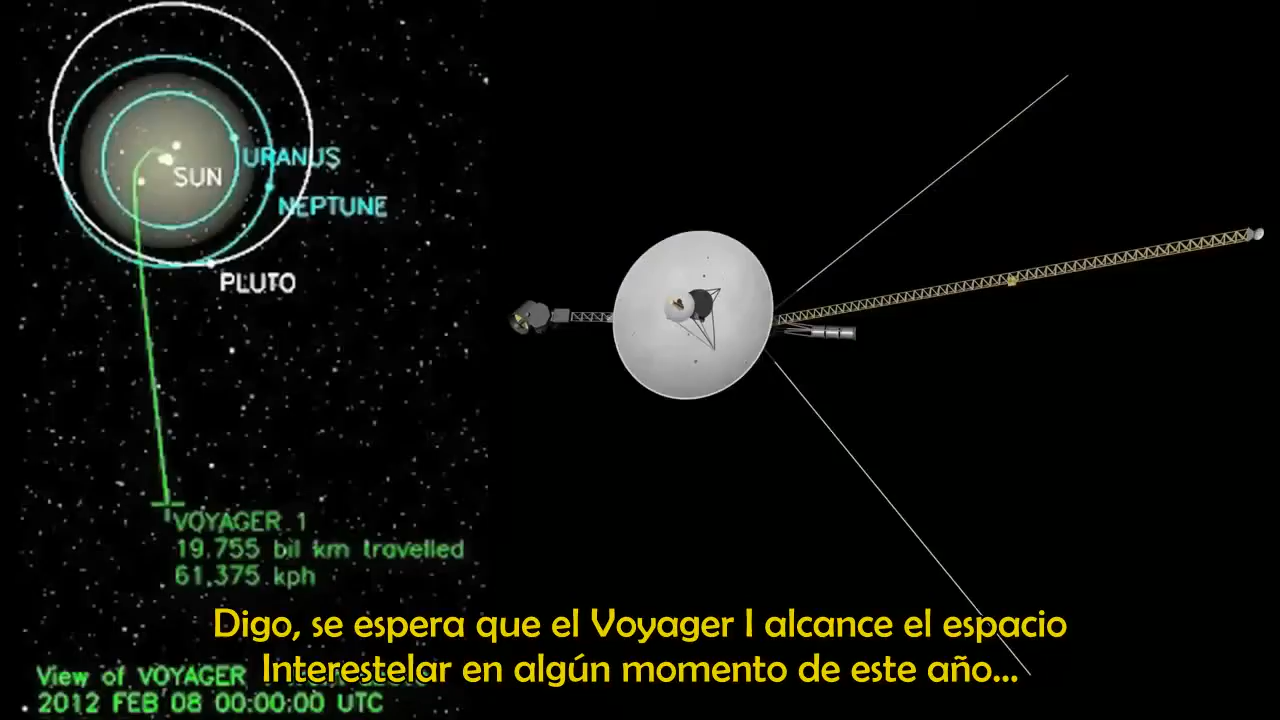 URANUS
SUN
NEPTUNE
PLUTO
VOYAGER 1
19.755 bil km travelled
61,375 kph
Digo, se espera que el Voyager I alcance el espacio
Interestelar en algún momento de este año...
View of VOYAGER
2012 FEB 08 00:00:00 UTC